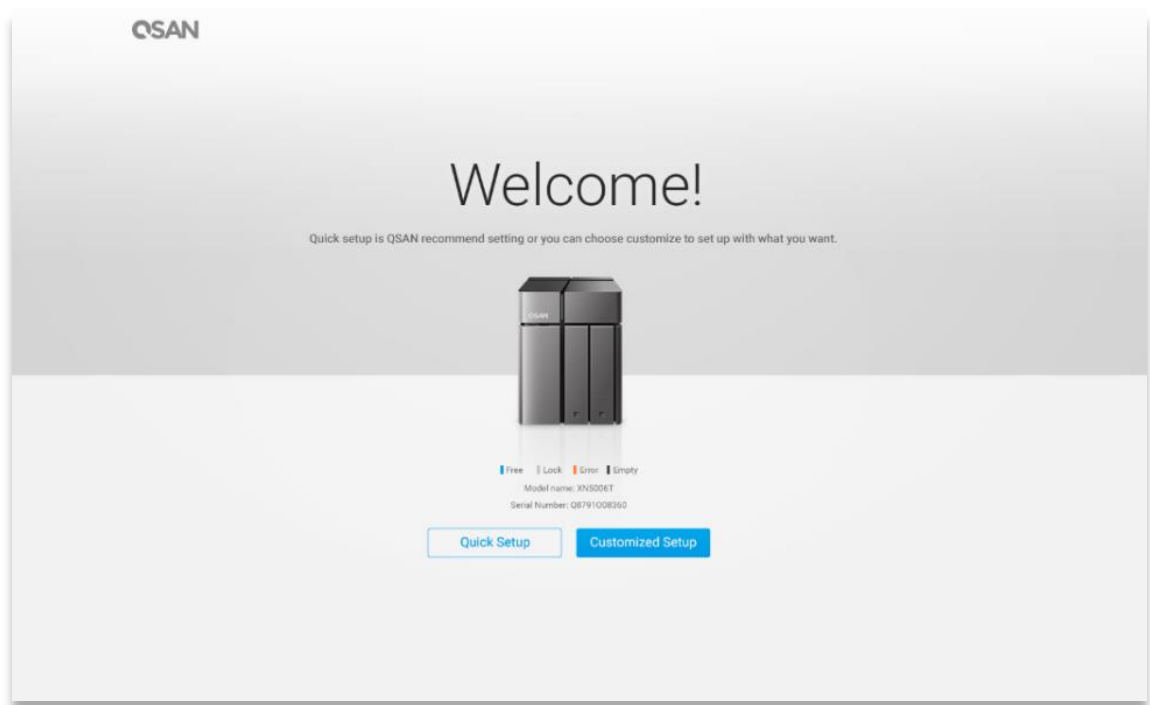 QSAN
Welcome!
Quick setup is QSAN recommend setting or you can choose customize to set up with what you want.
QSAN
Free Lock Error Empty
Model name: XN5006T
Serial Number: Q8791O08360
Quick Setup Customized Setup